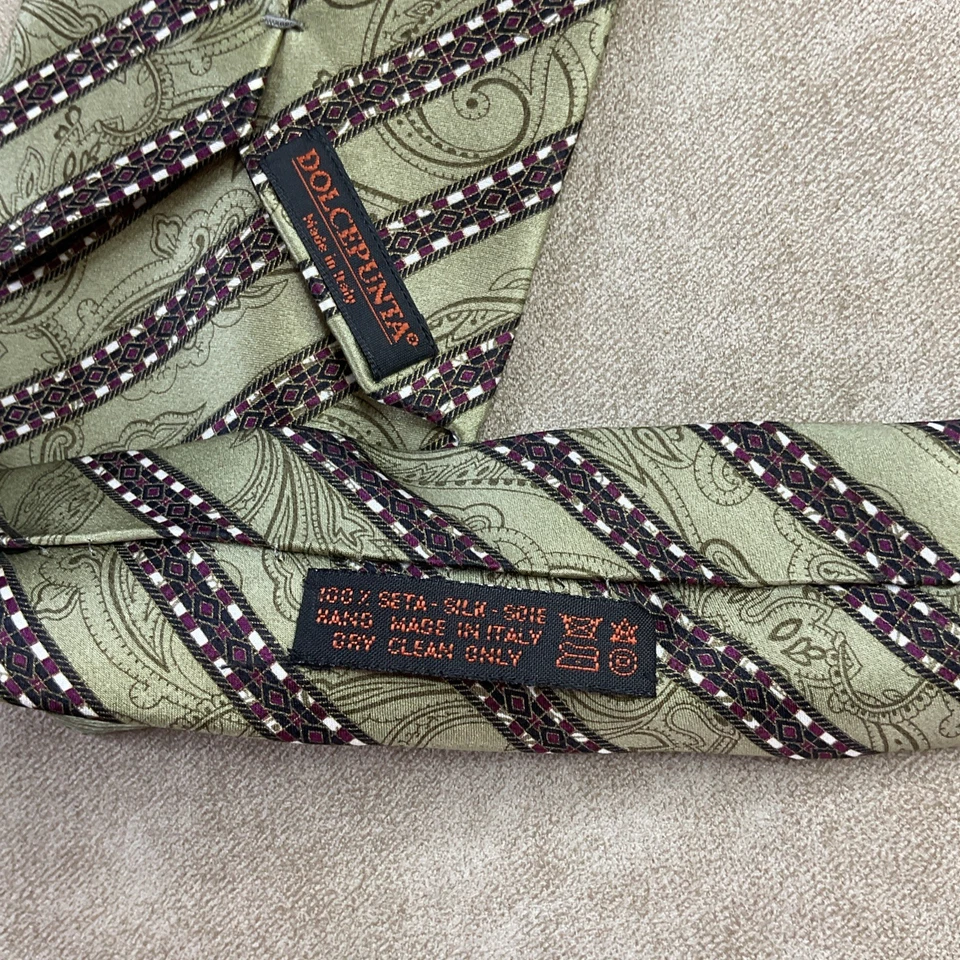 DOLCEPUNTA®
Made in Italy
100% SETA - SILK - SOIE
HAND MADE IN ITALY
DRY CLEAN ONLY
P